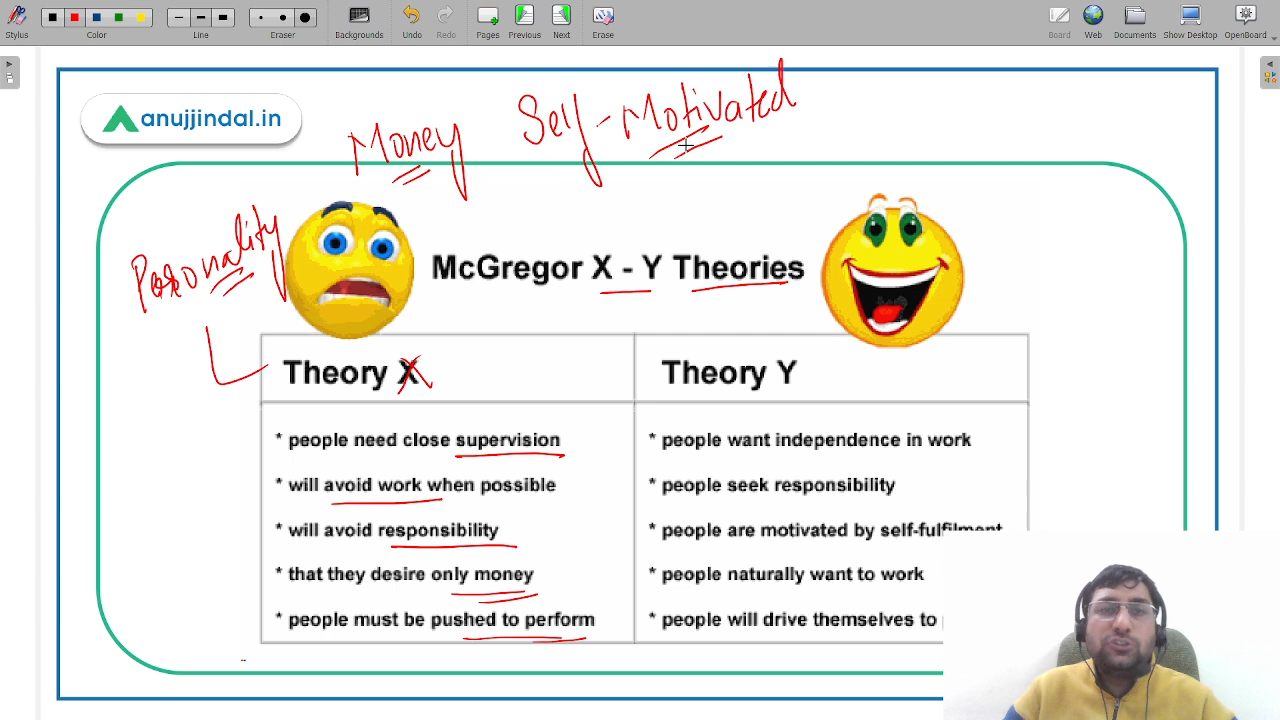 Stylus Color Line Eraser Backgrounds Undo Redo Pages Previous Next Erase Board Web Documents Show Desktop OpenBoard
anujjindal.in
Money Self-Motivated
Personality
McGregor X - Y Theories
Theory X Theory Y
* people need close supervision * people want independence in work
* will avoid work when possible * people seek responsibility
* will avoid responsibility * people are motivated by self-fulfilment
* that they desire only money * people naturally want to work
* people must be pushed to perform * people will drive themselves to